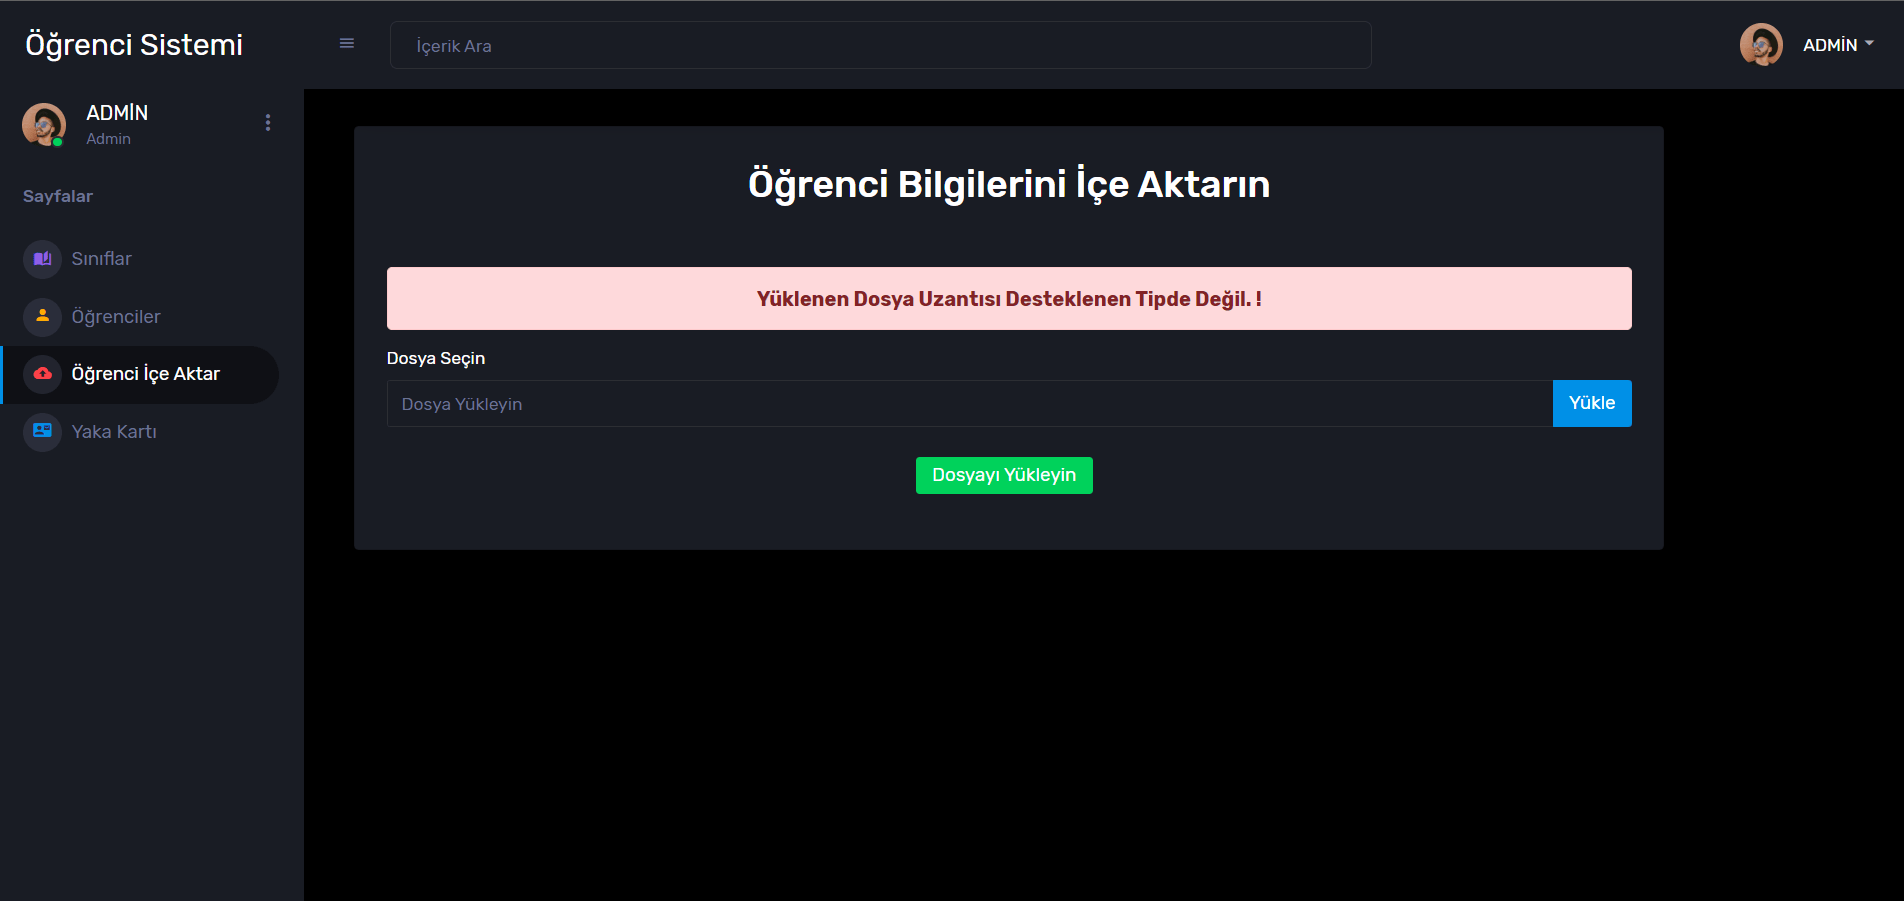 Öğrenci Sistemi
İçerik Ara
ADMİN
ADMİN
Admin
Sayfalar
Sınıflar
Öğrenciler
Öğrenci İçe Aktar
Yaka Kartı
Öğrenci Bilgilerini İçe Aktarın
Yüklenen Dosya Uzantısı Desteklenen Tipde Değil. !
Dosya Seçin
Dosya Yükleyin
Yükle
Dosyayı Yükleyin